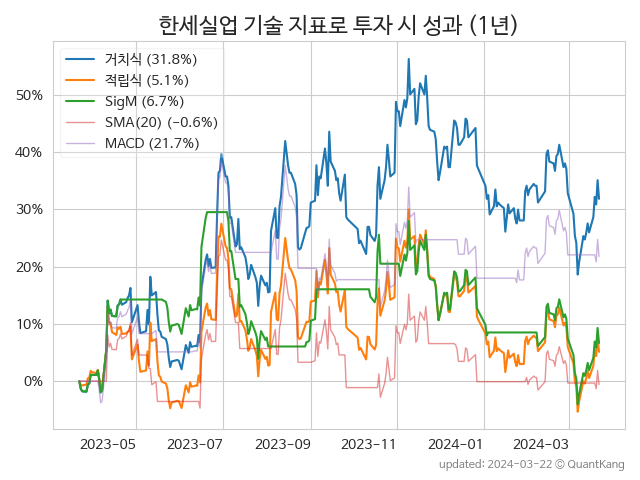 한세실업 기술 지표로 투자 시 성과 (1년)
거치식 (31.8%)
적립식 (5.1%)
SigM (6.7%)
SMA(20) (−0.6%)
MACD (21.7%)
50%
40%
30%
20%
10%
0%
2023-05 2023-07 2023-09 2023-11 2024-01 2024-03
updated: 2024-03-22 © QuantKang